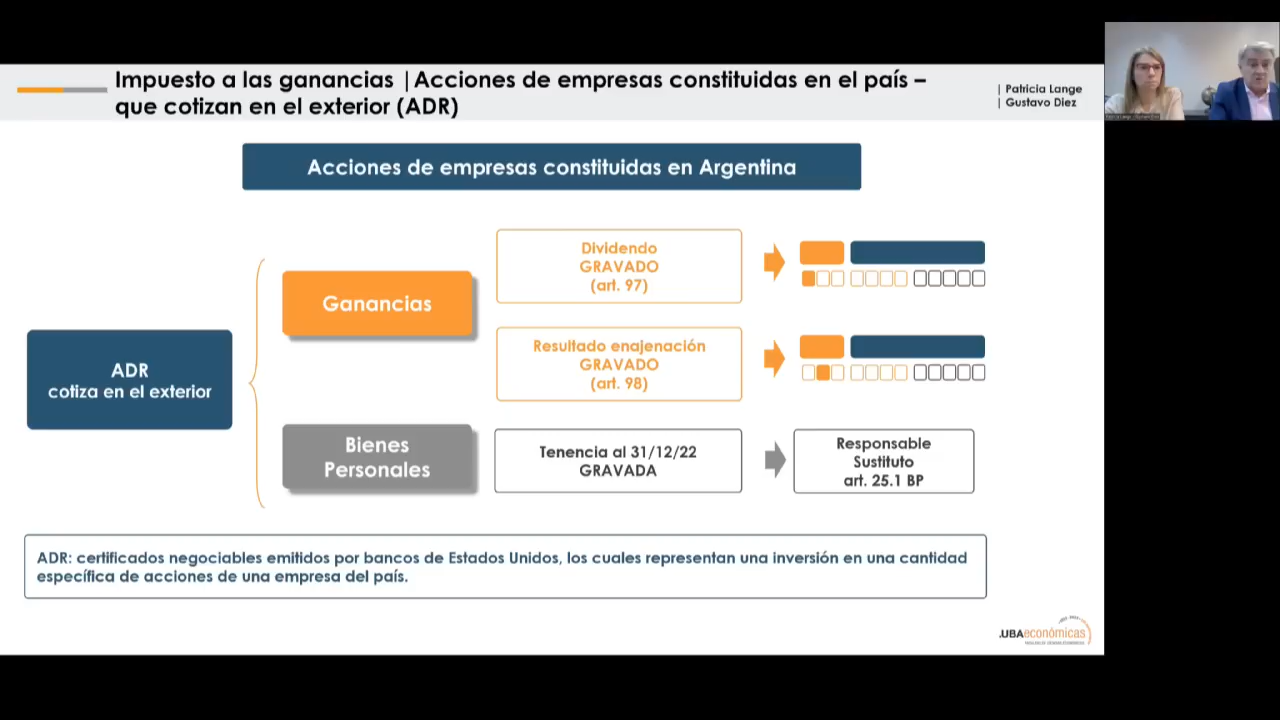 Impuesto a las ganancias |Acciones de empresas constituidas en el país –
que cotizan en el exterior (ADR)
| Patricia Lange
| Gustavo Diez
Acciones de empresas constituidas en Argentina
ADR
cotiza en el exterior
Ganancias
Dividendo
GRAVADO
(art. 97)
Resultado enajenación
GRAVADO
(art. 98)
Bienes
Personales
Tenencia al 31/12/22
GRAVADA
Responsable
Sustituto
art. 25.1 BP
ADR: certificados negociables emitidos por bancos de Estados Unidos, los cuales representan una inversión en una cantidad
específica de acciones de una empresa del país.
.UBAeconómicas